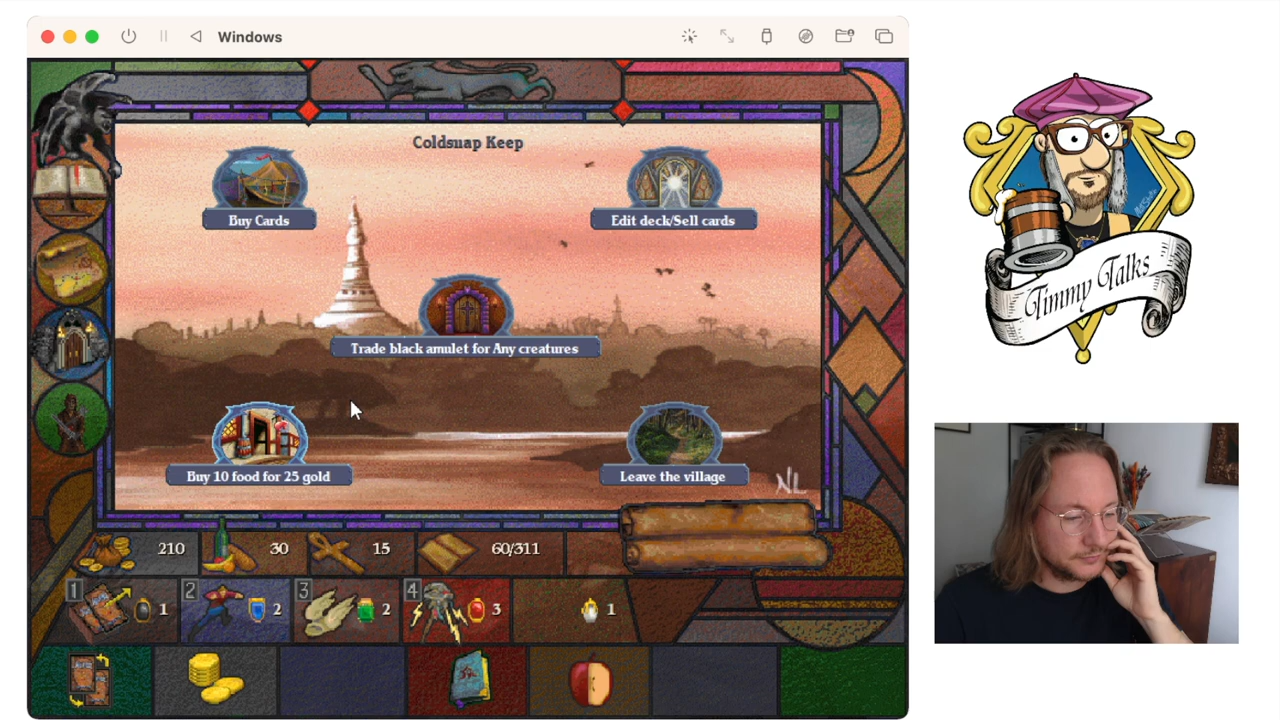 Windows
Coldsnap Keep
Buy Cards
Edit deck/Sell cards
Trade black amulet for Any creatures
Buy 10 food for 25 gold
Leave the village
NL
210
30
15
60/311
1
1
2
2
3
2
4
3
1
Timmy Talks